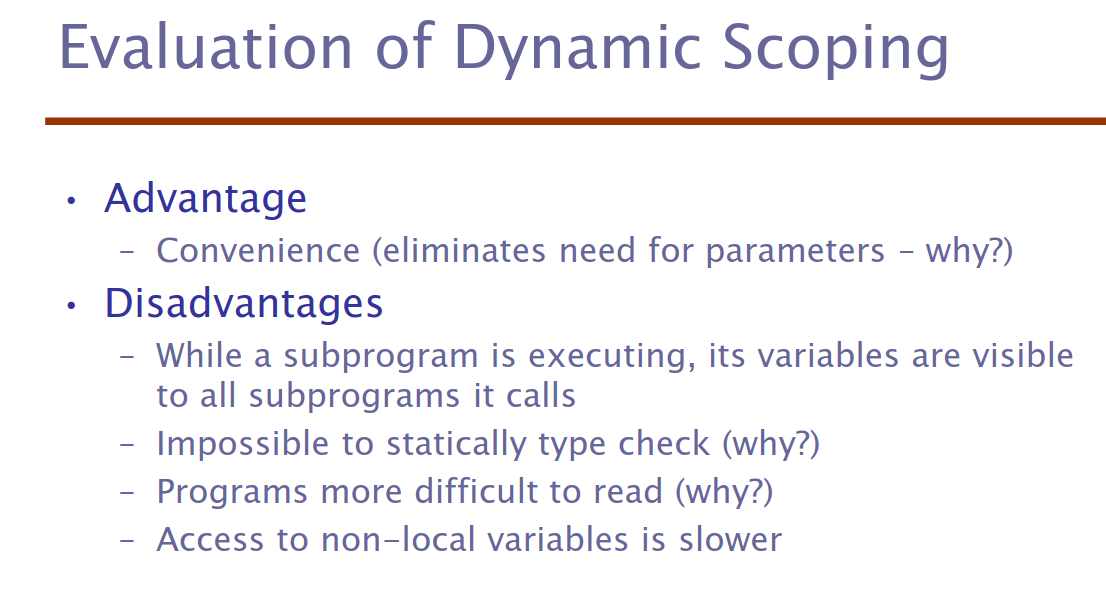 Evaluation of Dynamic Scoping
• Advantage
– Convenience (eliminates need for parameters – why?)
• Disadvantages
– While a subprogram is executing, its variables are visible
to all subprograms it calls
– Impossible to statically type check (why?)
– Programs more difficult to read (why?)
– Access to non-local variables is slower